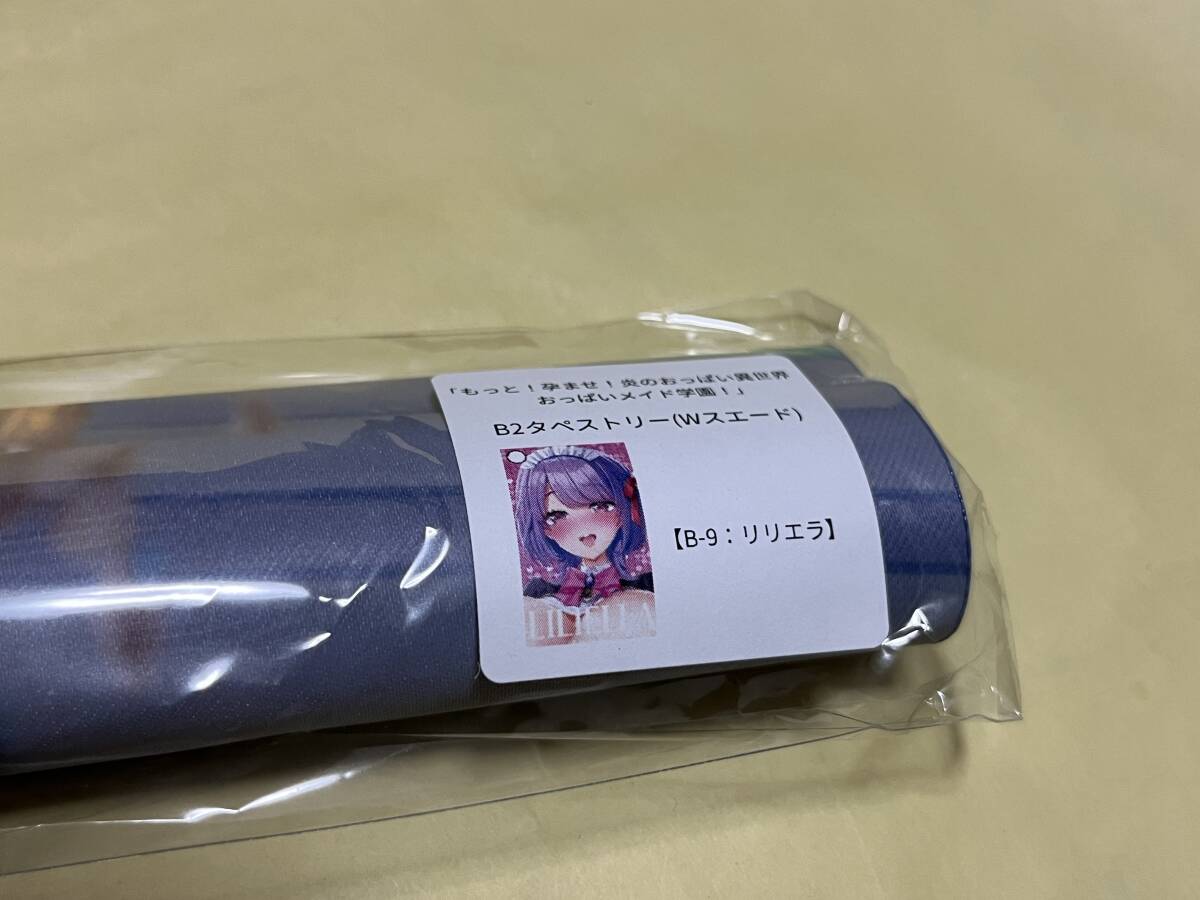 「もっと！孕ませ！炎のおっぱい異世界
おっぱいメイド学園！」
B2タペストリー(Wスエード)
【B-9：リリエラ】
LILIELLA